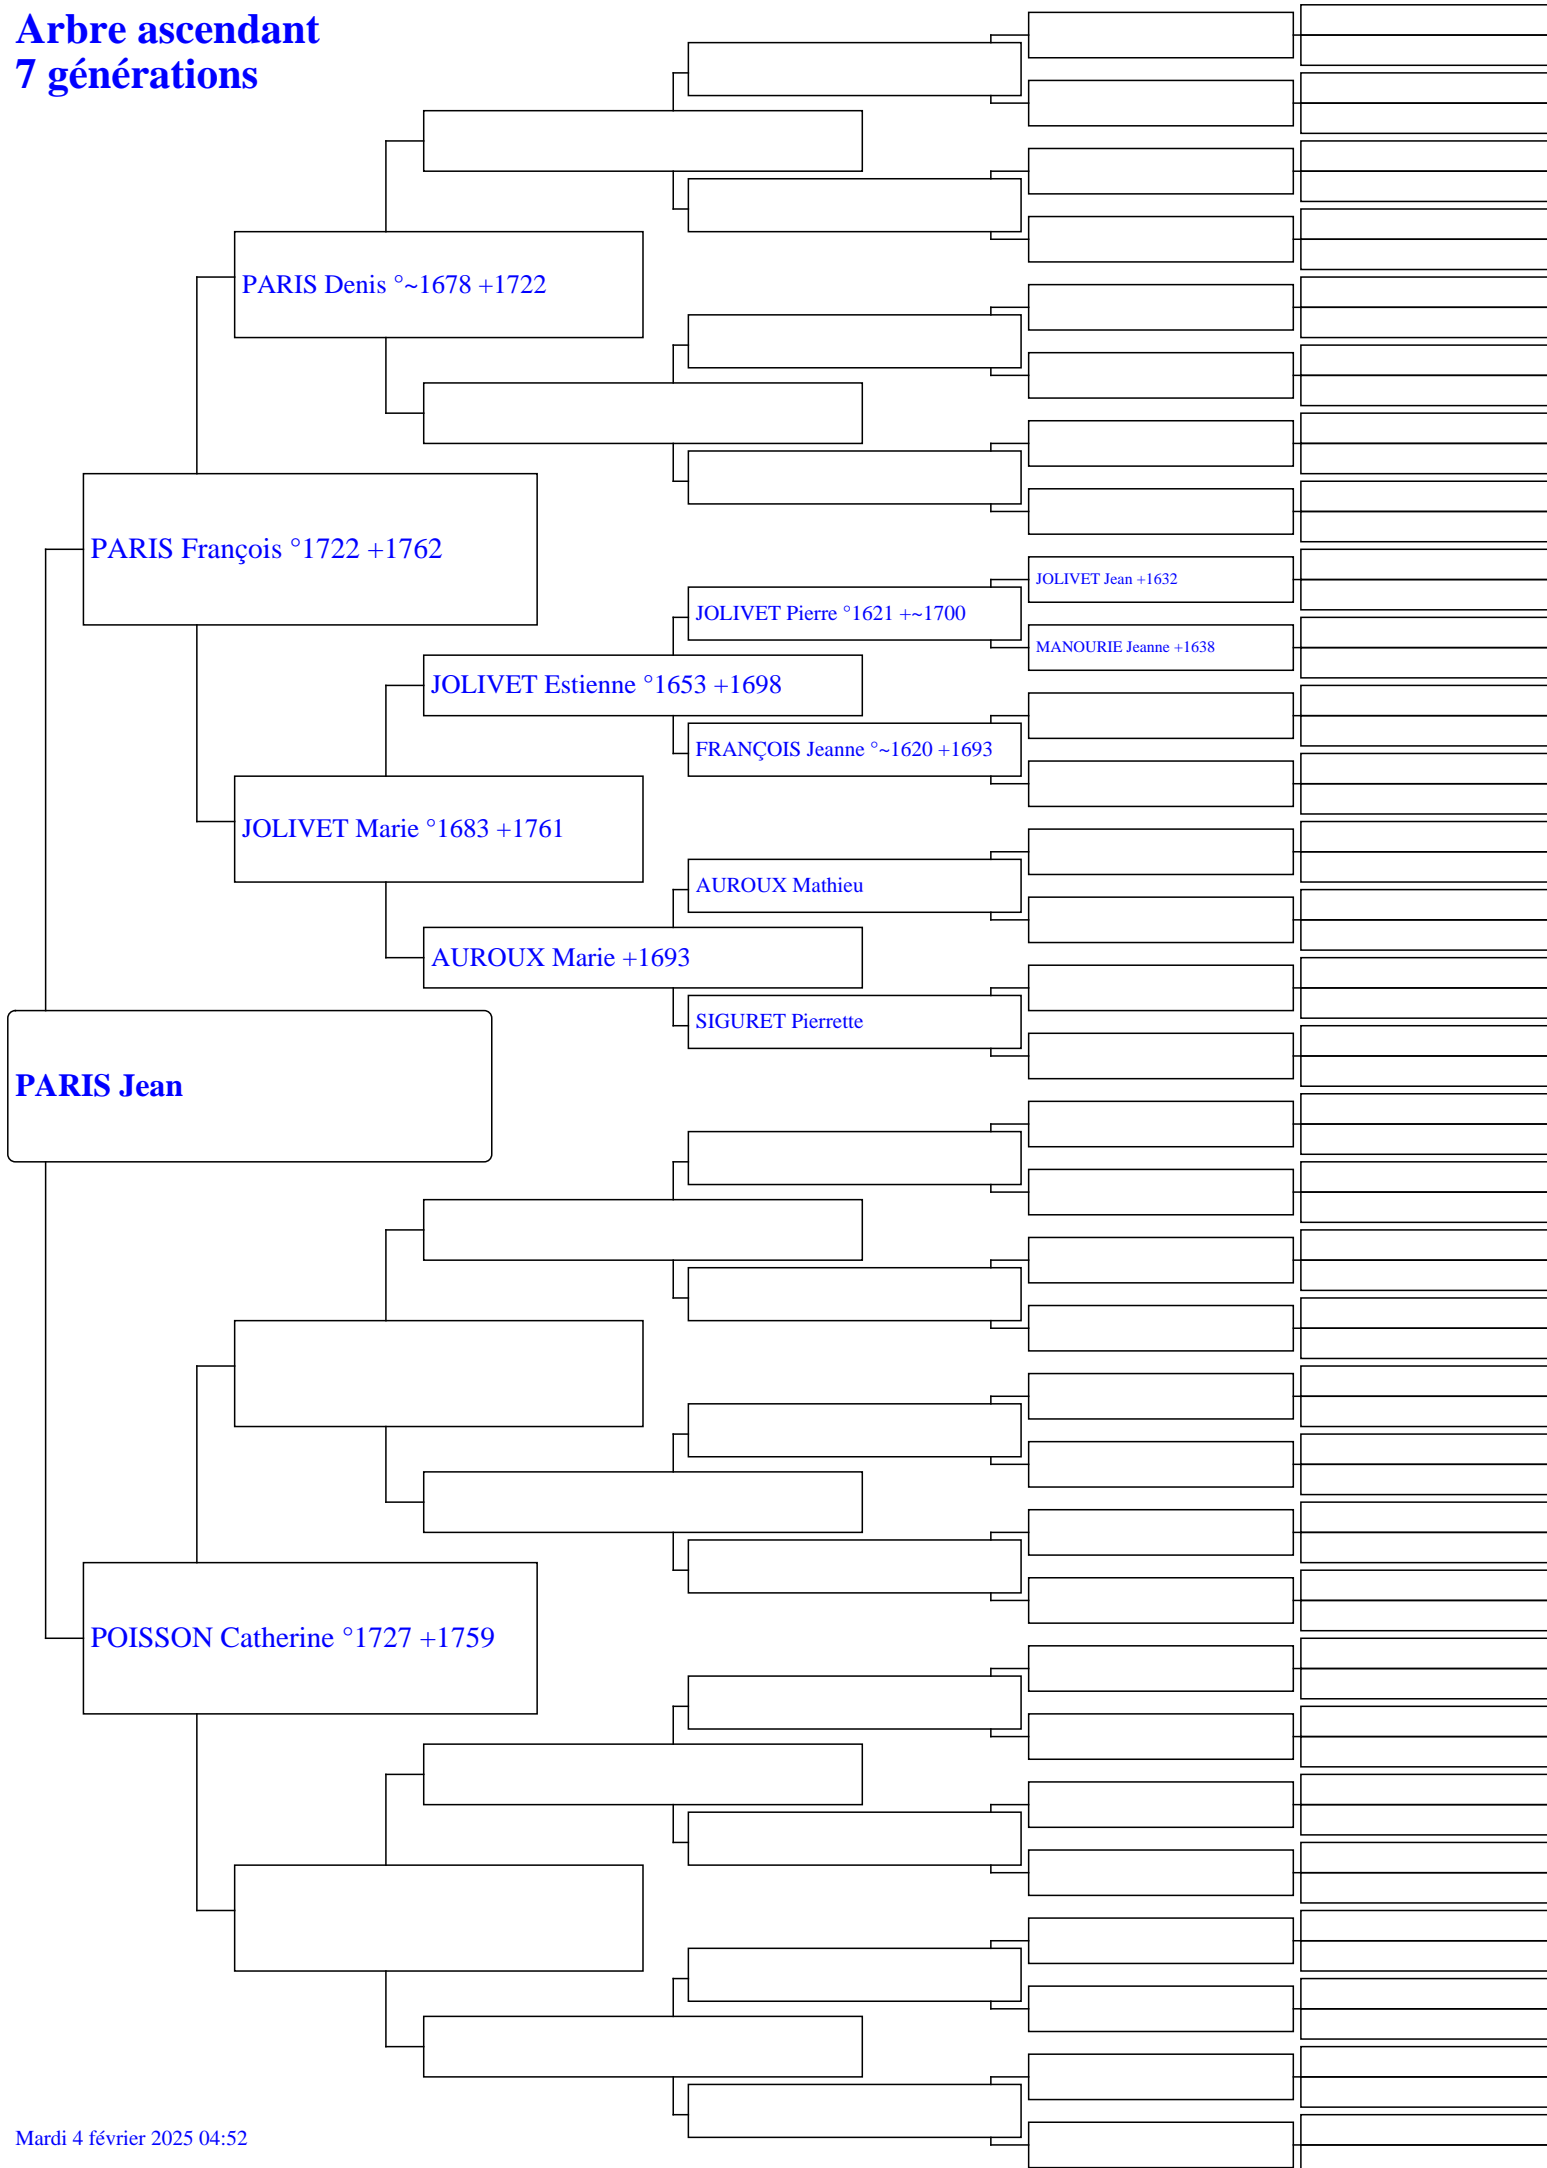 Arbre ascendant
7 générations
PARIS Denis °~1678 +1722
PARIS François °1722 +1762
JOLIVET Jean +1632
JOLIVET Pierre °1621 +~1700
MANOURIE Jeanne +1638
JOLIVET Estienne °1653 +1698
FRANÇOIS Jeanne °~1620 +1693
JOLIVET Marie °1683 +1761
AUROUX Mathieu
AUROUX Marie +1693
SIGURET Pierrette
PARIS Jean
POISSON Catherine °1727 +1759
Mardi 4 février 2025 04:52